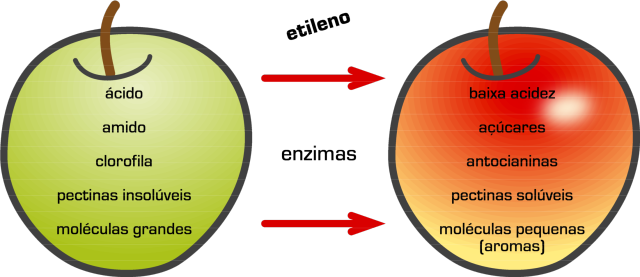 ácido
amido
clorofila
pectinas insolúveis
moléculas grandes
etileno
enzimas
baixa acidez
açúcares
antocianinas
pectinas solúveis
moléculas pequenas
(aromas)